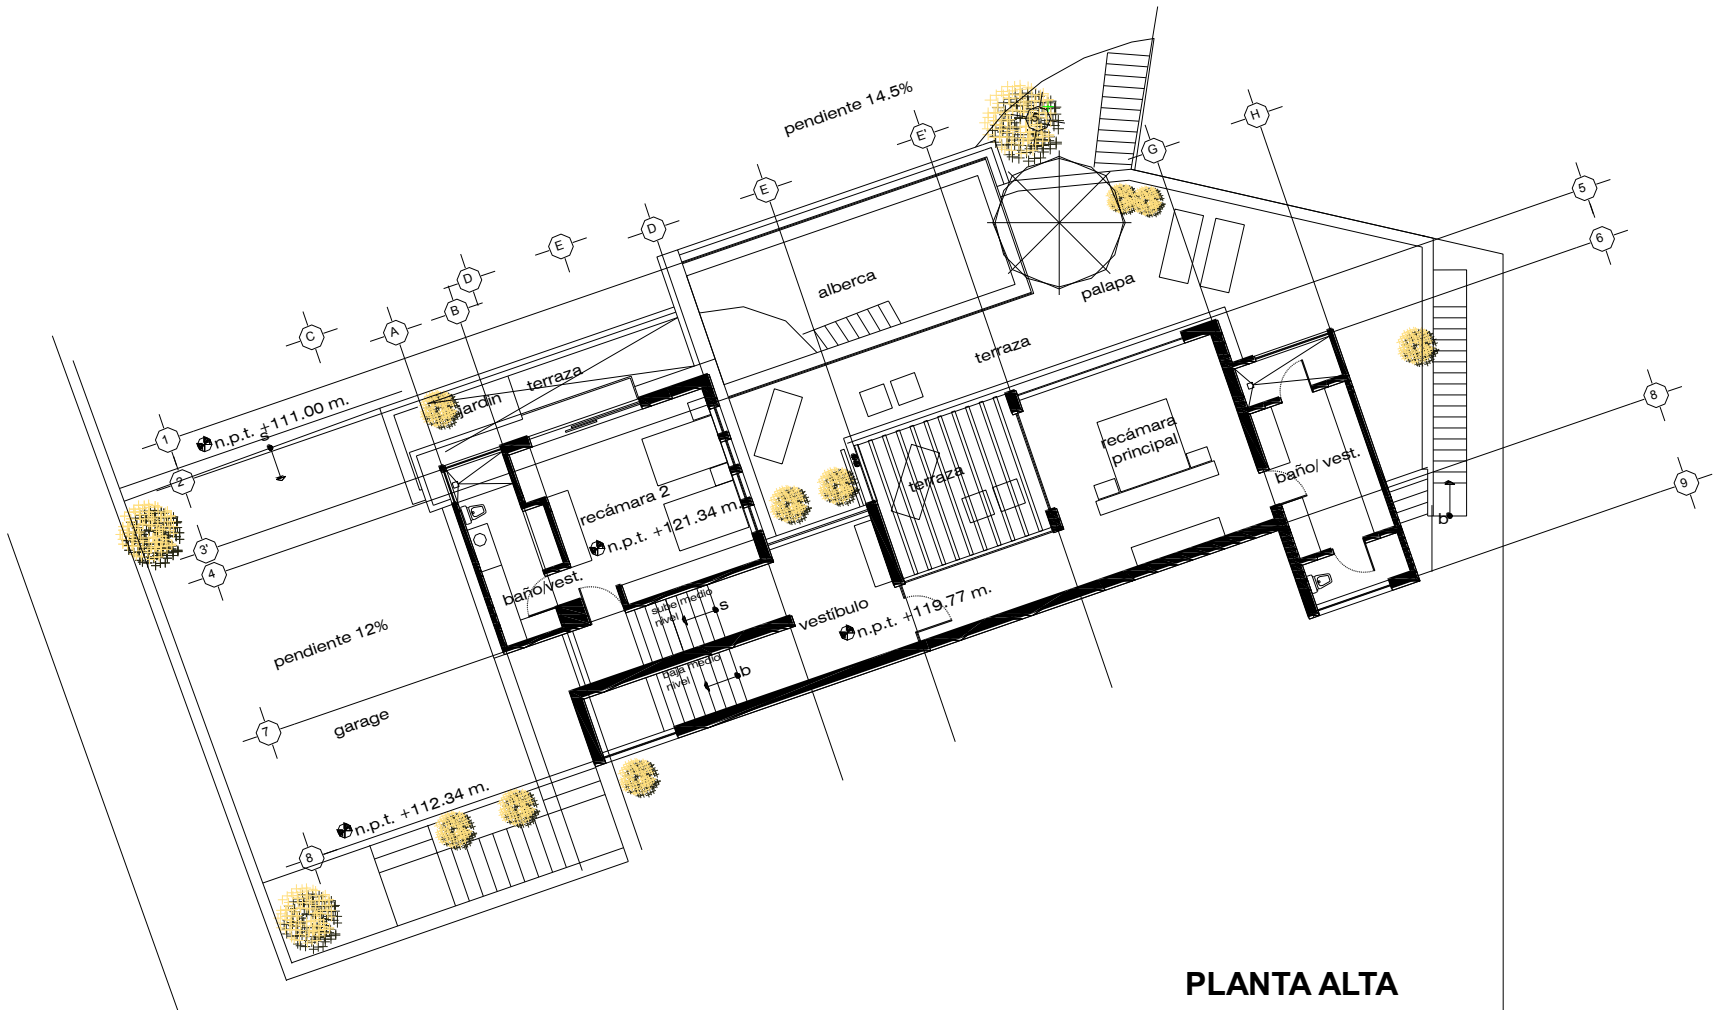 pendiente 14.5%
E'
H
G
S
E
5
D
6
E
D
B
A
C
alberca
palapa
terraza
terraza
jardin
n.p.t. +111.00 m.
s
1
2
8
recámara
principal
baño/ vest.
terraza
9
b
recámara 2
n.p.t. +121.34 m.
3'
4
baño/vest.
sube medio
nivel
s
vestíbulo
n.p.t. +119.77 m.
pendiente 12%
baja medio
nivel
b
garage
7
n.p.t. +112.34 m.
8
PLANTA ALTA